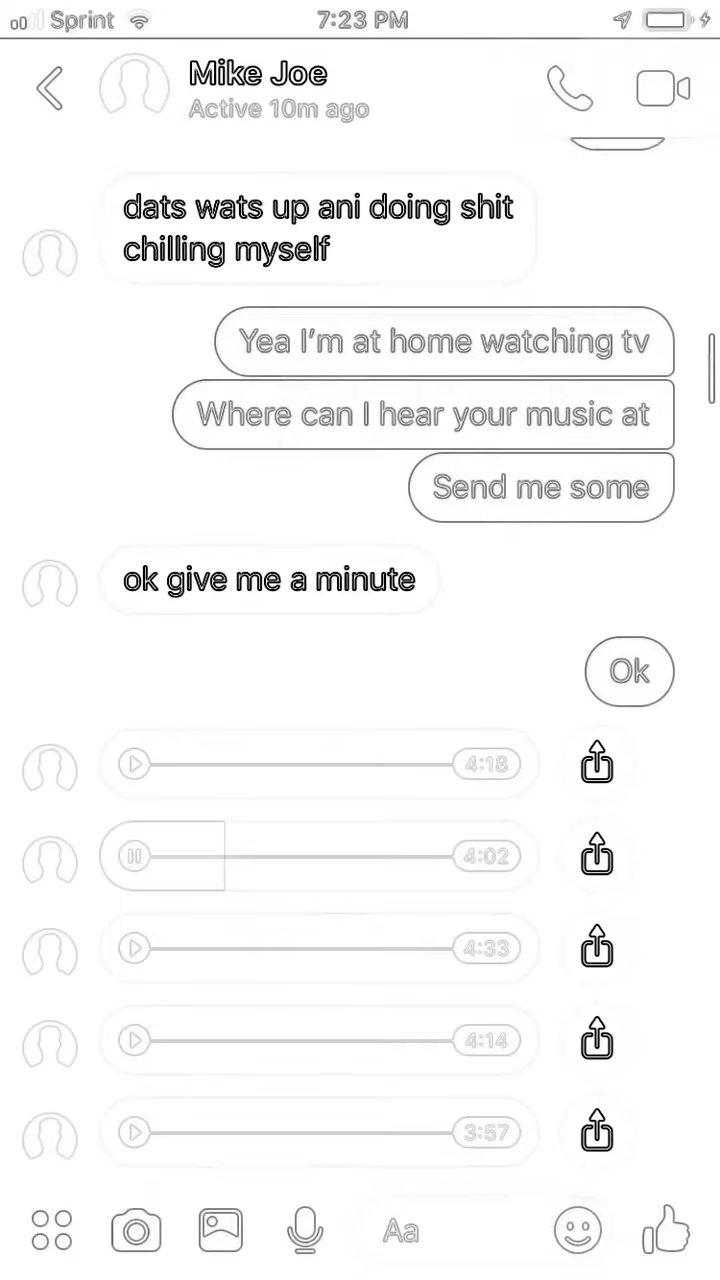 Sprint 7:23 PM
Mike Joe
Active 10m ago
dats wats up ani doing shit
chilling myself
Yea I'm at home watching tv
Where can I hear your music at
Send me some
ok give me a minute
Ok
4:18
4:02
4:33
4:14
3:57
Aa